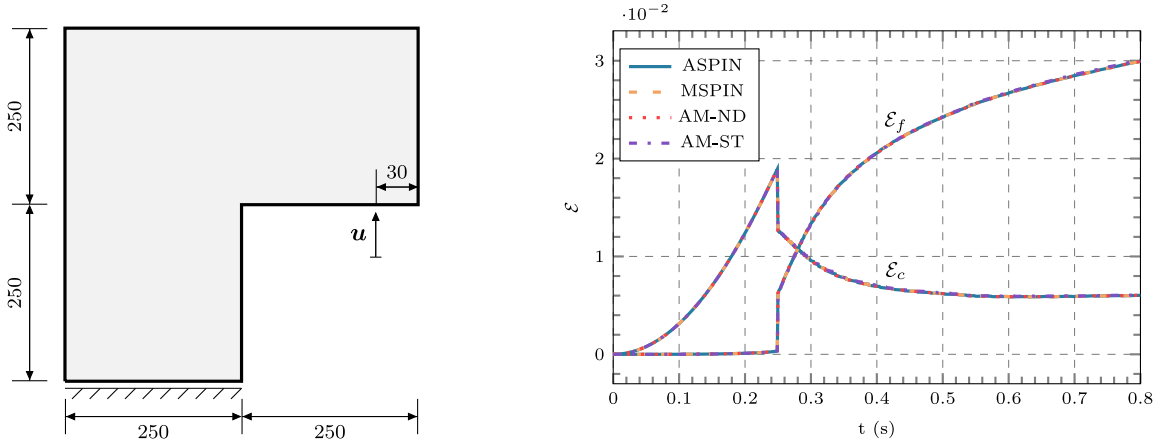 250
250
30
u
250
250
·10⁻²
3
2
1
0
ℰ
ASPIN
MSPIN
AM-ND
AM-ST
ℰ_f
ℰ_c
0 0.1 0.2 0.3 0.4 0.5 0.6 0.7 0.8
t (s)